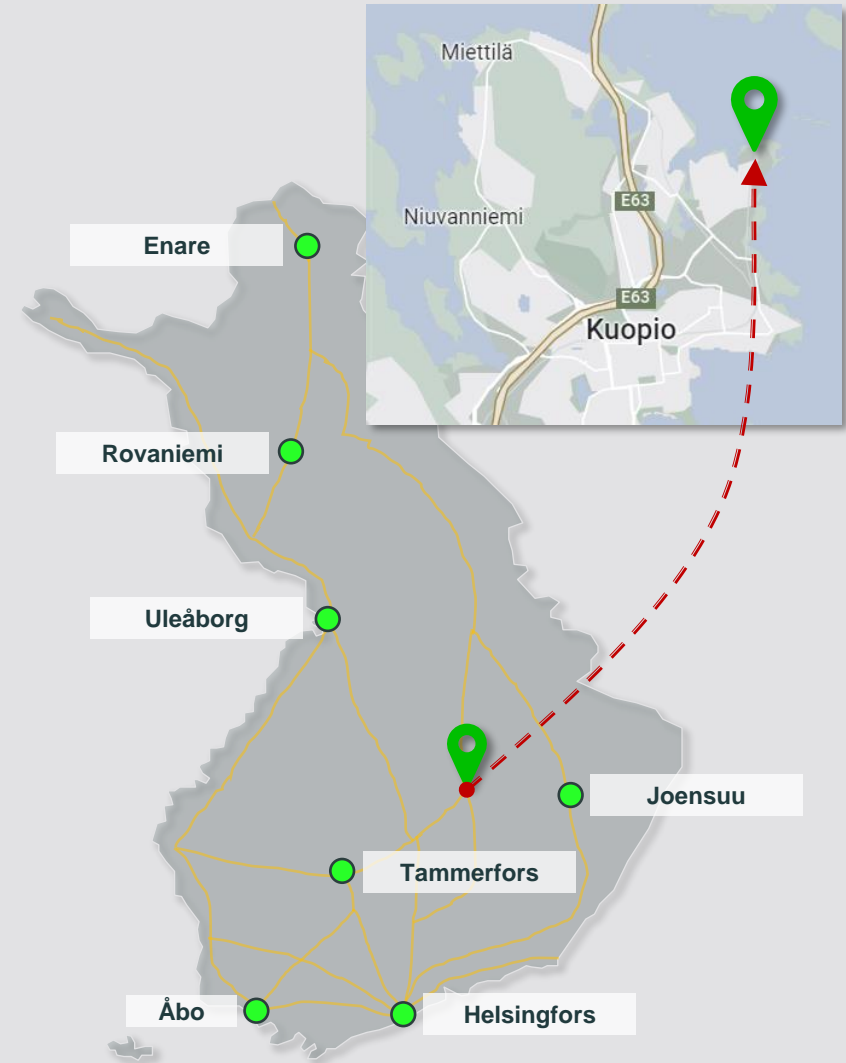 Miettilä
E63
Niuvanniemi
E63
Kuopio
Enare
Rovaniemi
Uleåborg
Joensuu
Tammerfors
Åbo
Helsingfors